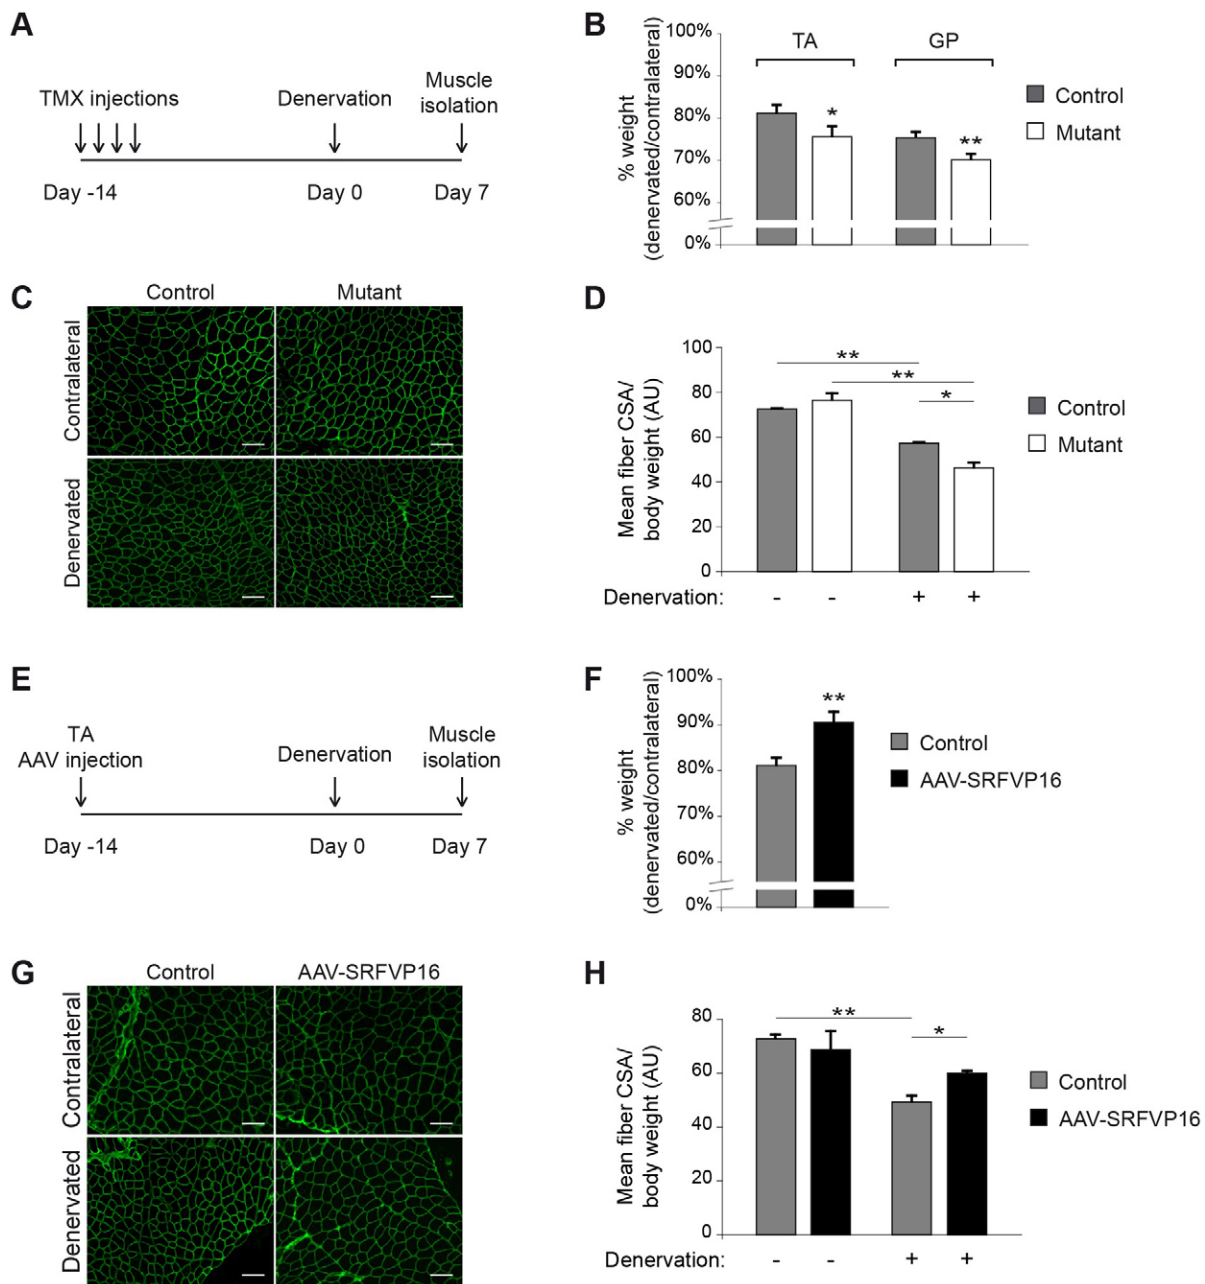 A
TMX injections
Denervation
Muscle
isolation
Day -14
Day 0
Day 7
B
% weight
(denervated/contralateral)
100%
90%
80%
70%
60%
0%
TA
GP
*
**
Control
Mutant
C
Control
Mutant
Contralateral
Denervated
D
Mean fiber CSA/
body weight (AU)
100
80
60
40
20
0
**
**
*
Control
Mutant
Denervation:
-
-
+
+
E
TA
AAV injection
Denervation
Muscle
isolation
Day -14
Day 0
Day 7
F
% weight
(denervated/contralateral)
100%
90%
80%
70%
60%
0%
**
Control
AAV-SRFVP16
G
Control
AAV-SRFVP16
Contralateral
Denervated
H
Mean fiber CSA/
body weight (AU)
80
60
40
20
0
**
*
Control
AAV-SRFVP16
Denervation:
-
-
+
+